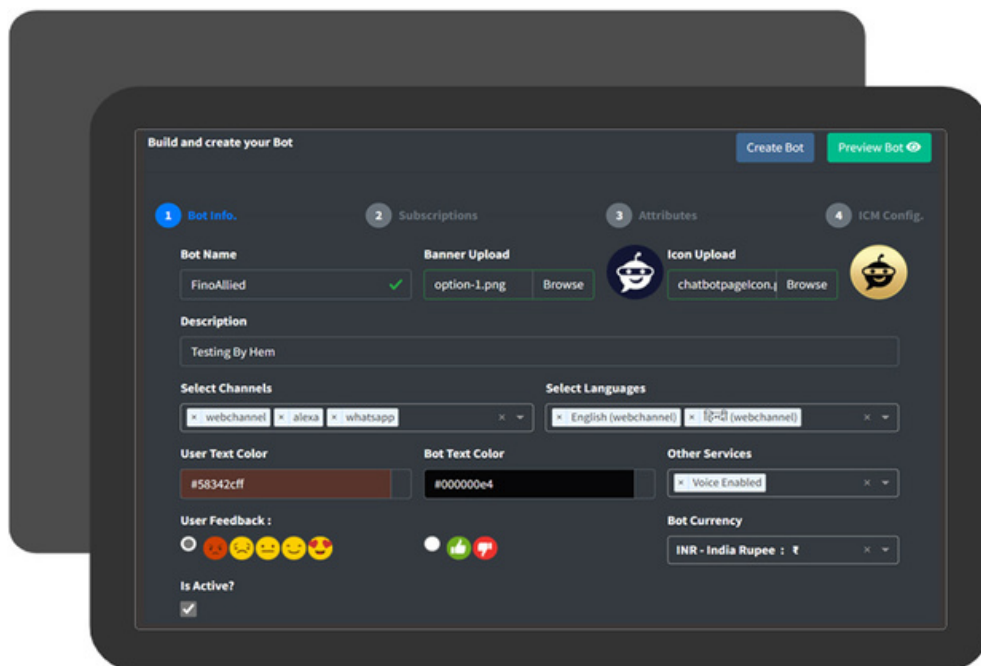 Build and create your Bot
Create Bot
Preview Bot
1 Bot Info.
2 Subscriptions
3 Attributes
4 ICM Config.
Bot Name
Banner Upload
Icon Upload
FinoAllied
option-1.png Browse
chatbotpageIcon.p Browse
Description
Testing By Hem
Select Channels
Select Languages
× webchannel × alexa × whatsapp ×
× English (webchannel) × हिन्दी (webchannel) ×
User Text Color
Bot Text Color
Other Services
#58342cff
#000000e4
× Voice Enabled ×
User Feedback :
Bot Currency
INR - India Rupee : ₹ ×
Is Active?